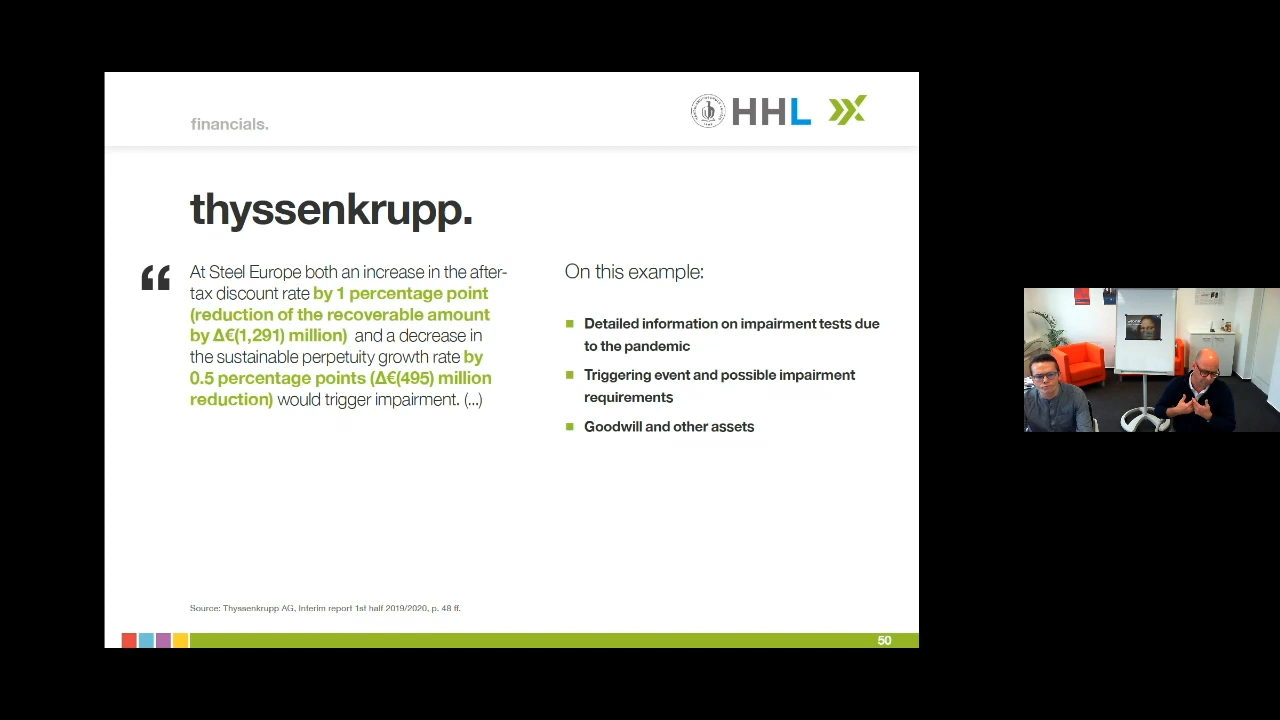 financials.
HHL
thyssenkrupp.
“
At Steel Europe both an increase in the after-
tax discount rate by 1 percentage point
(reduction of the recoverable amount
by Δ€(1,291) million) and a decrease in
the sustainable perpetuity growth rate by
0.5 percentage points (Δ€(495) million
reduction) would trigger impairment. (...)
On this example:
Detailed information on impairment tests due
to the pandemic
Triggering event and possible impairment
requirements
Goodwill and other assets
Source: Thyssenkrupp AG, Interim report 1st half 2019/2020, p. 48 ff.
50